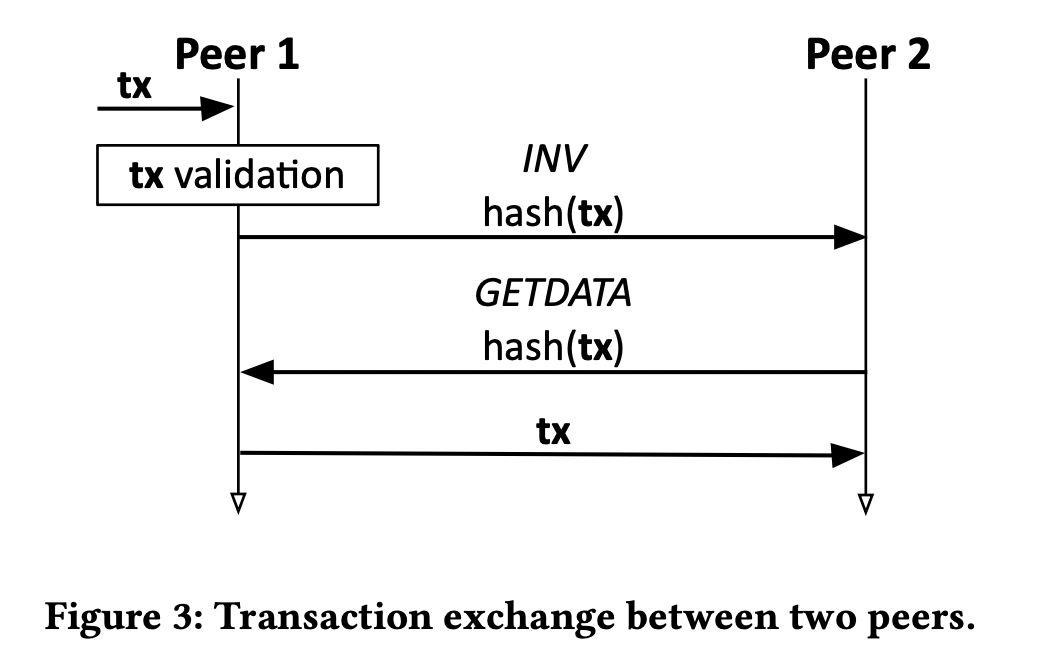 Peer 1
Peer 2
tx
tx validation
INV
hash(tx)
GETDATA
hash(tx)
tx
Figure 3: Transaction exchange between two peers.